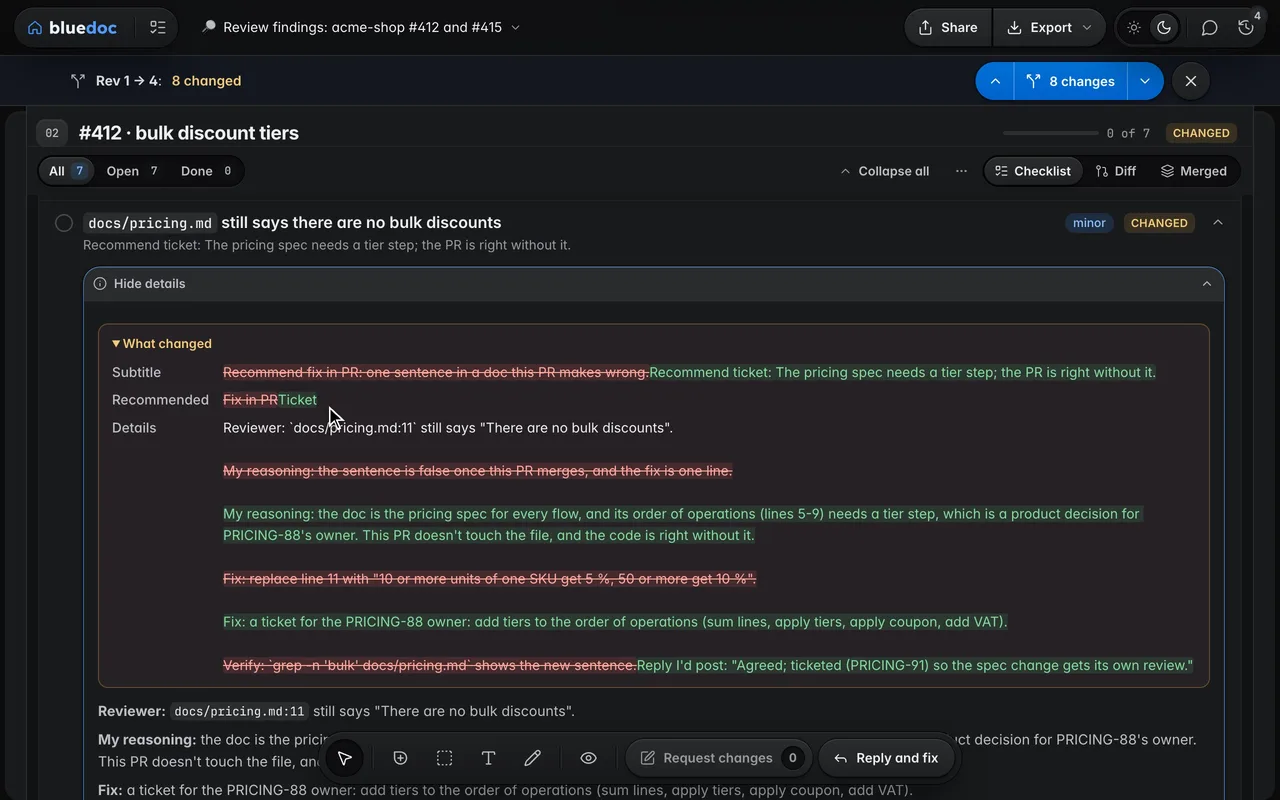 bluedoc
Review findings: acme-shop #412 and #415
Share
Export
4
Rev 1 → 4: 8 changed
8 changes
02
#412 · bulk discount tiers
0 of 7
CHANGED
All 7
Open 7
Done 0
Collapse all
Checklist
Diff
Merged
docs/pricing.md still says there are no bulk discounts
minor
CHANGED
Recommend ticket: The pricing spec needs a tier step; the PR is right without it.
Hide details
What changed
Subtitle
Recommend fix in PR: one sentence in a doc this PR makes wrong.Recommend ticket: The pricing spec needs a tier step; the PR is right without it.
Recommended
Fix in PRTicket
Details
Reviewer: `docs/pricing.md:11` still says "There are no bulk discounts".
My reasoning: the sentence is false once this PR merges, and the fix is one line.
My reasoning: the doc is the pricing spec for every flow, and its order of operations (lines 5-9) needs a tier step, which is a product decision for
PRICING-88's owner. This PR doesn't touch the file, and the code is right without it.
Fix: replace line 11 with "10 or more units of one SKU get 5 %, 50 or more get 10 %".
Fix: a ticket for the PRICING-88 owner: add tiers to the order of operations (sum lines, apply tiers, apply coupon, add VAT).
Verify: `grep -n 'bulk' docs/pricing.md` shows the new sentence.Reply I'd post: "Agreed; ticketed (PRICING-91) so the spec change gets its own review."
Reviewer: docs/pricing.md:11 still says "There are no bulk discounts".
My reasoning: the doc is the decision for PRICING-88's owner.
This PR doesn't touch the file,
Fix: a ticket for the PRICING-88 owner: add tiers to the order of operations (sum lines, apply tiers, apply coupon, add VAT).
Request changes 0
Reply and fix